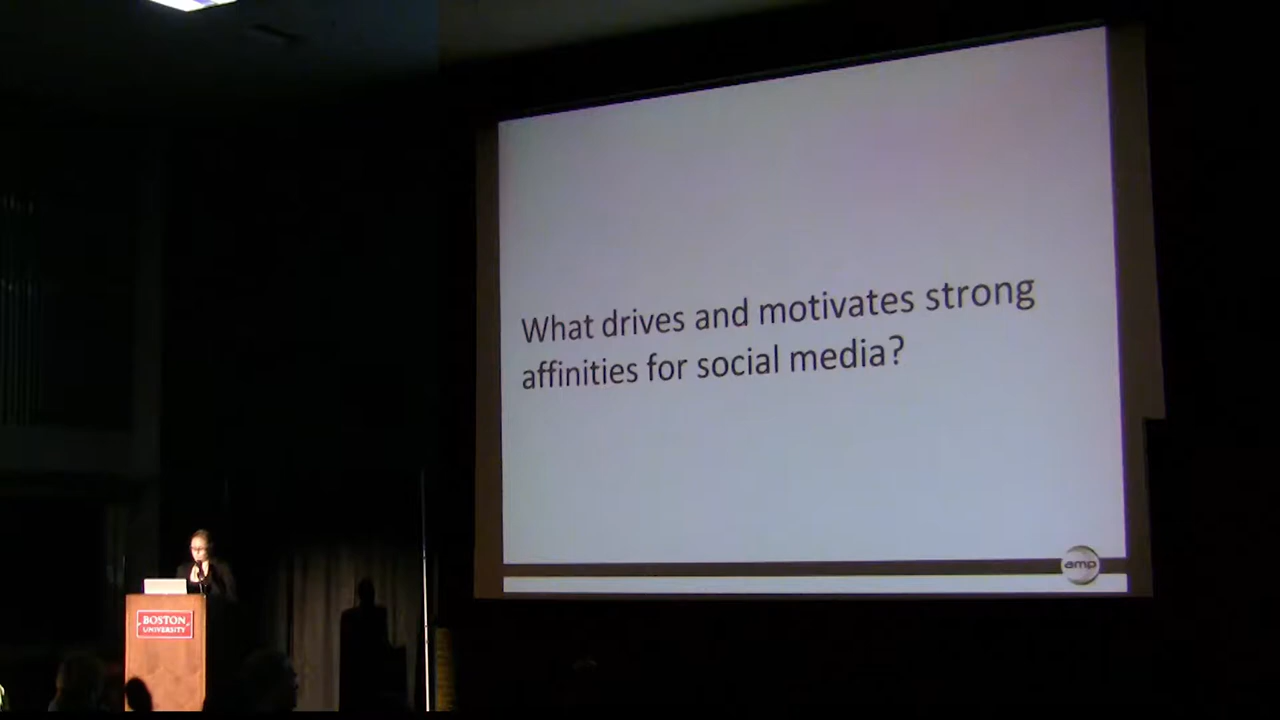 What drives and motivates strong
affinities for social media?
amp
BOSTON
UNIVERSITY